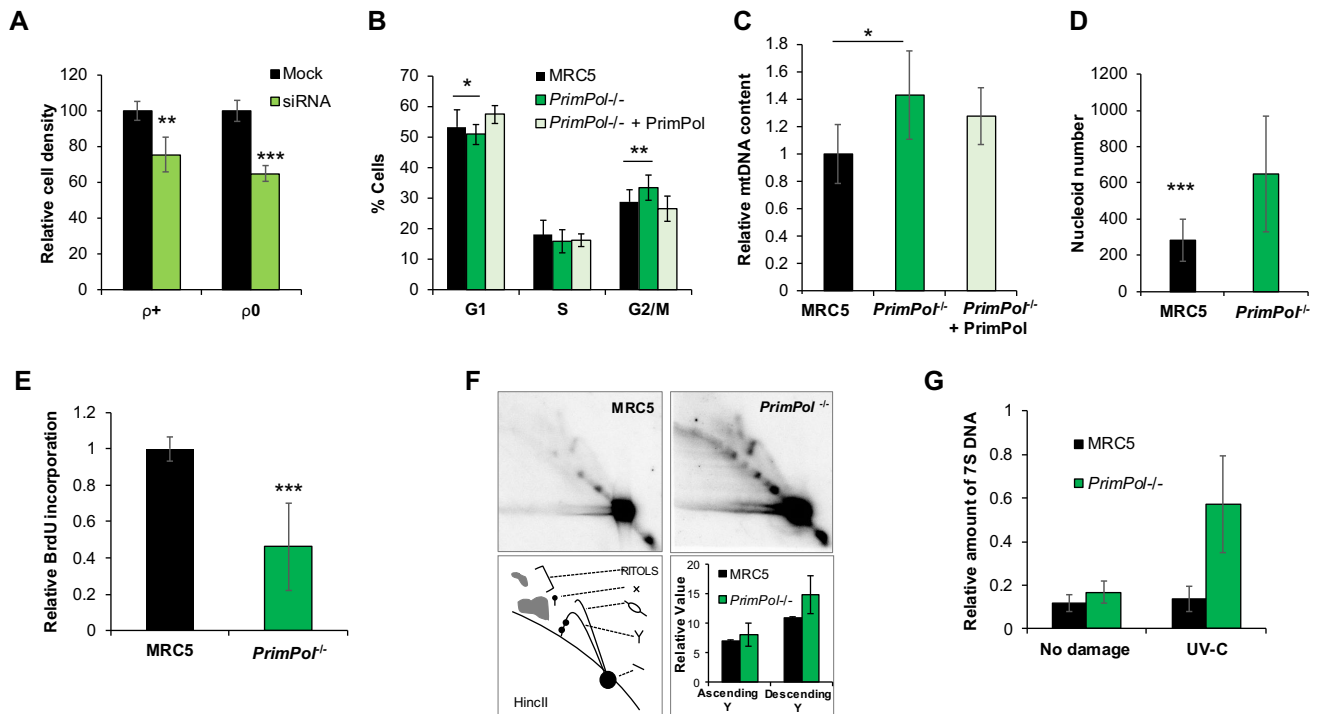 A
Relative cell density
120
100
80
60
40
20
0
Mock
siRNA
**
***
ρ+
ρ0
B
% Cells
70
60
50
40
30
20
10
0
MRC5
PrimPol-/-
PrimPol-/- + PrimPol
*
**
G1
S
G2/M
C
Relative mtDNA content
1.8
1.6
1.4
1.2
1
0.8
0.6
0.4
0.2
0
*
MRC5
PrimPol-/-
PrimPol-/-
+ PrimPol
D
Nucleoid number
1200
1000
800
600
400
200
0
***
MRC5
PrimPol-/-
E
Relative BrdU incorporation
1.2
1
0.8
0.6
0.4
0.2
0
***
MRC5
PrimPol-/-
F
MRC5
PrimPol -/-
RITOLS
x
Y
HincII
Relative Value
20
15
10
5
0
MRC5
PrimPol-/-
Ascending
Y
Descending
Y
G
Relative amount of 7S DNA
1
0.8
0.6
0.4
0.2
0
MRC5
PrimPol-/-
No damage
UV-C